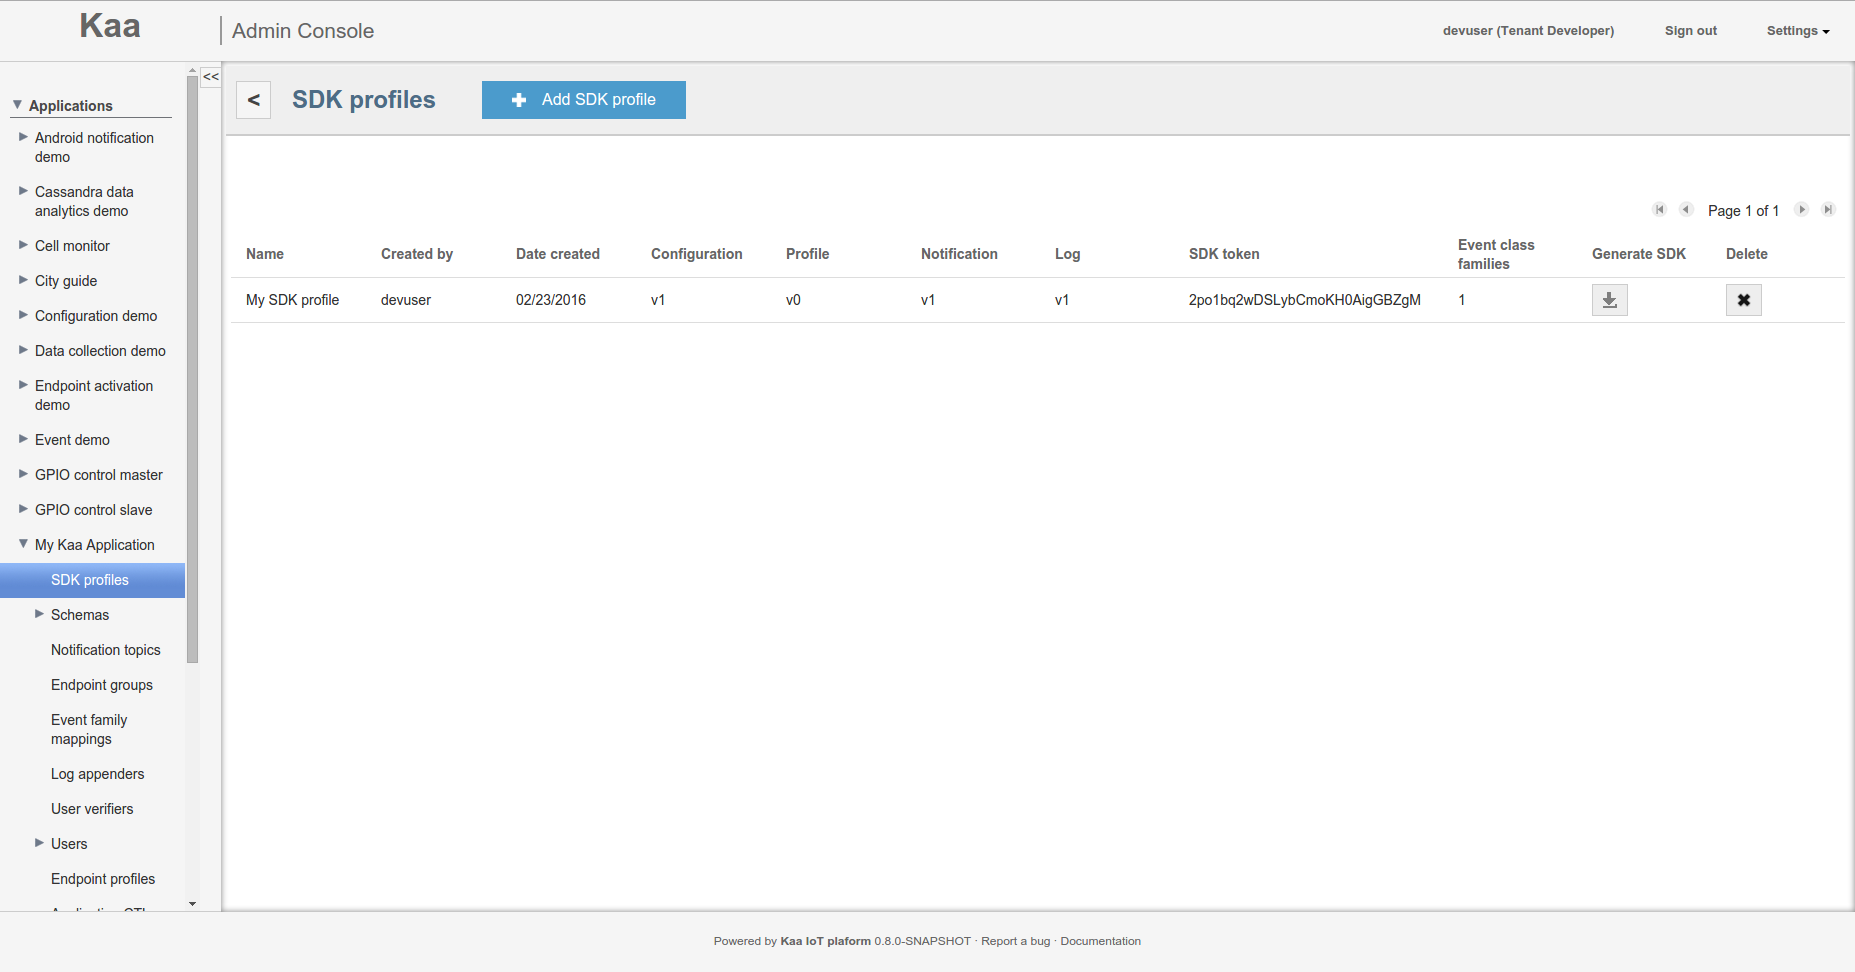 Kaa
Admin Console
devuser (Tenant Developer)
Sign out
Settings
<<
Applications
Android notification
demo
Cassandra data
analytics demo
Cell monitor
City guide
Configuration demo
Data collection demo
Endpoint activation
demo
Event demo
GPIO control master
GPIO control slave
My Kaa Application
SDK profiles
Schemas
Notification topics
Endpoint groups
Event family
mappings
Log appenders
User verifiers
Users
Endpoint profiles
<
SDK profiles
Add SDK profile
Page 1 of 1
Name Created by Date created Configuration Profile Notification Log SDK token Event class families Generate SDK Delete
My SDK profile devuser 02/23/2016 v1 v0 v1 v1 2po1bq2wDSLybCmoKH0AigGBZgM 1
Powered by Kaa IoT plaform 0.8.0-SNAPSHOT · Report a bug · Documentation